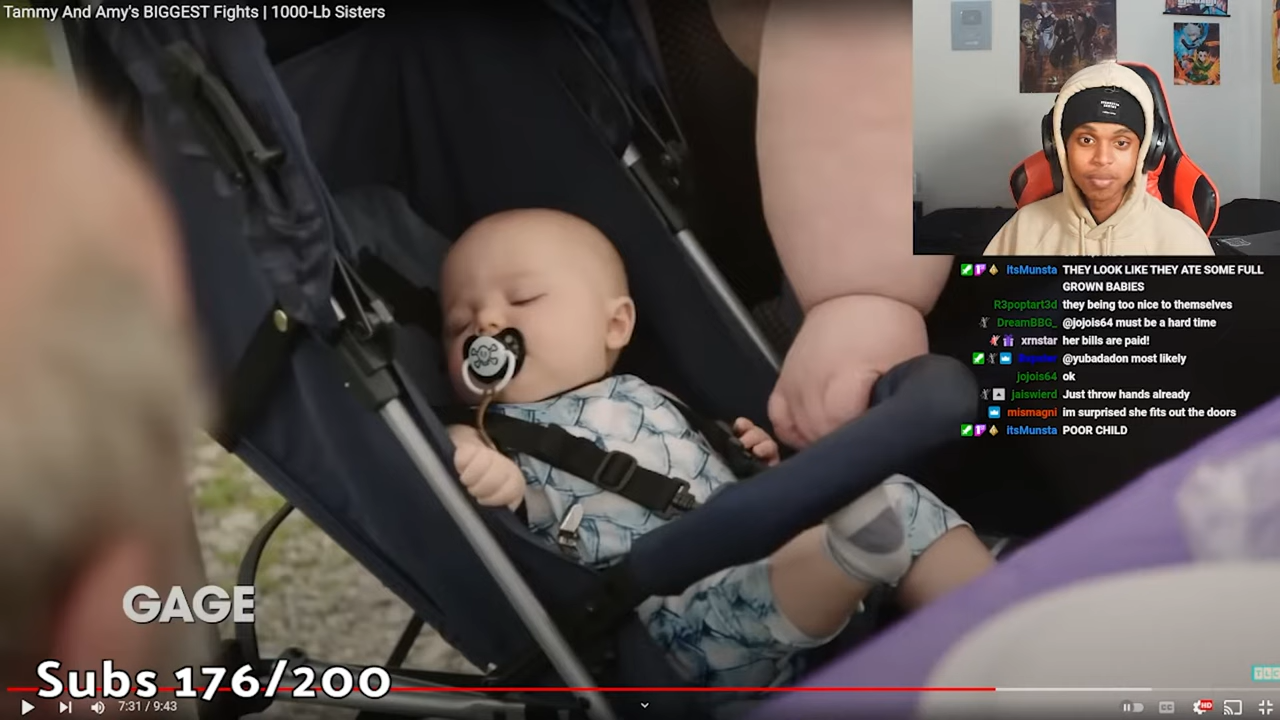 Tammy And Amy's BIGGEST Fights | 1000-Lb Sisters
itsMunsta THEY LOOK LIKE THEY ATE SOME FULL
GROWN BABIES
R3poptart3d they being too nice to themselves
DreamBBG_ @jojois64 must be a hard time
xrnstar her bills are paid!
@yubadadon most likely
jojois64 ok
jaiswierd Just throw hands already
mismagni im surprised she fits out the doors
itsMunsta POOR CHILD
GAGE
Subs 176/200
TLC
7:31 / 9:43
CC
HD